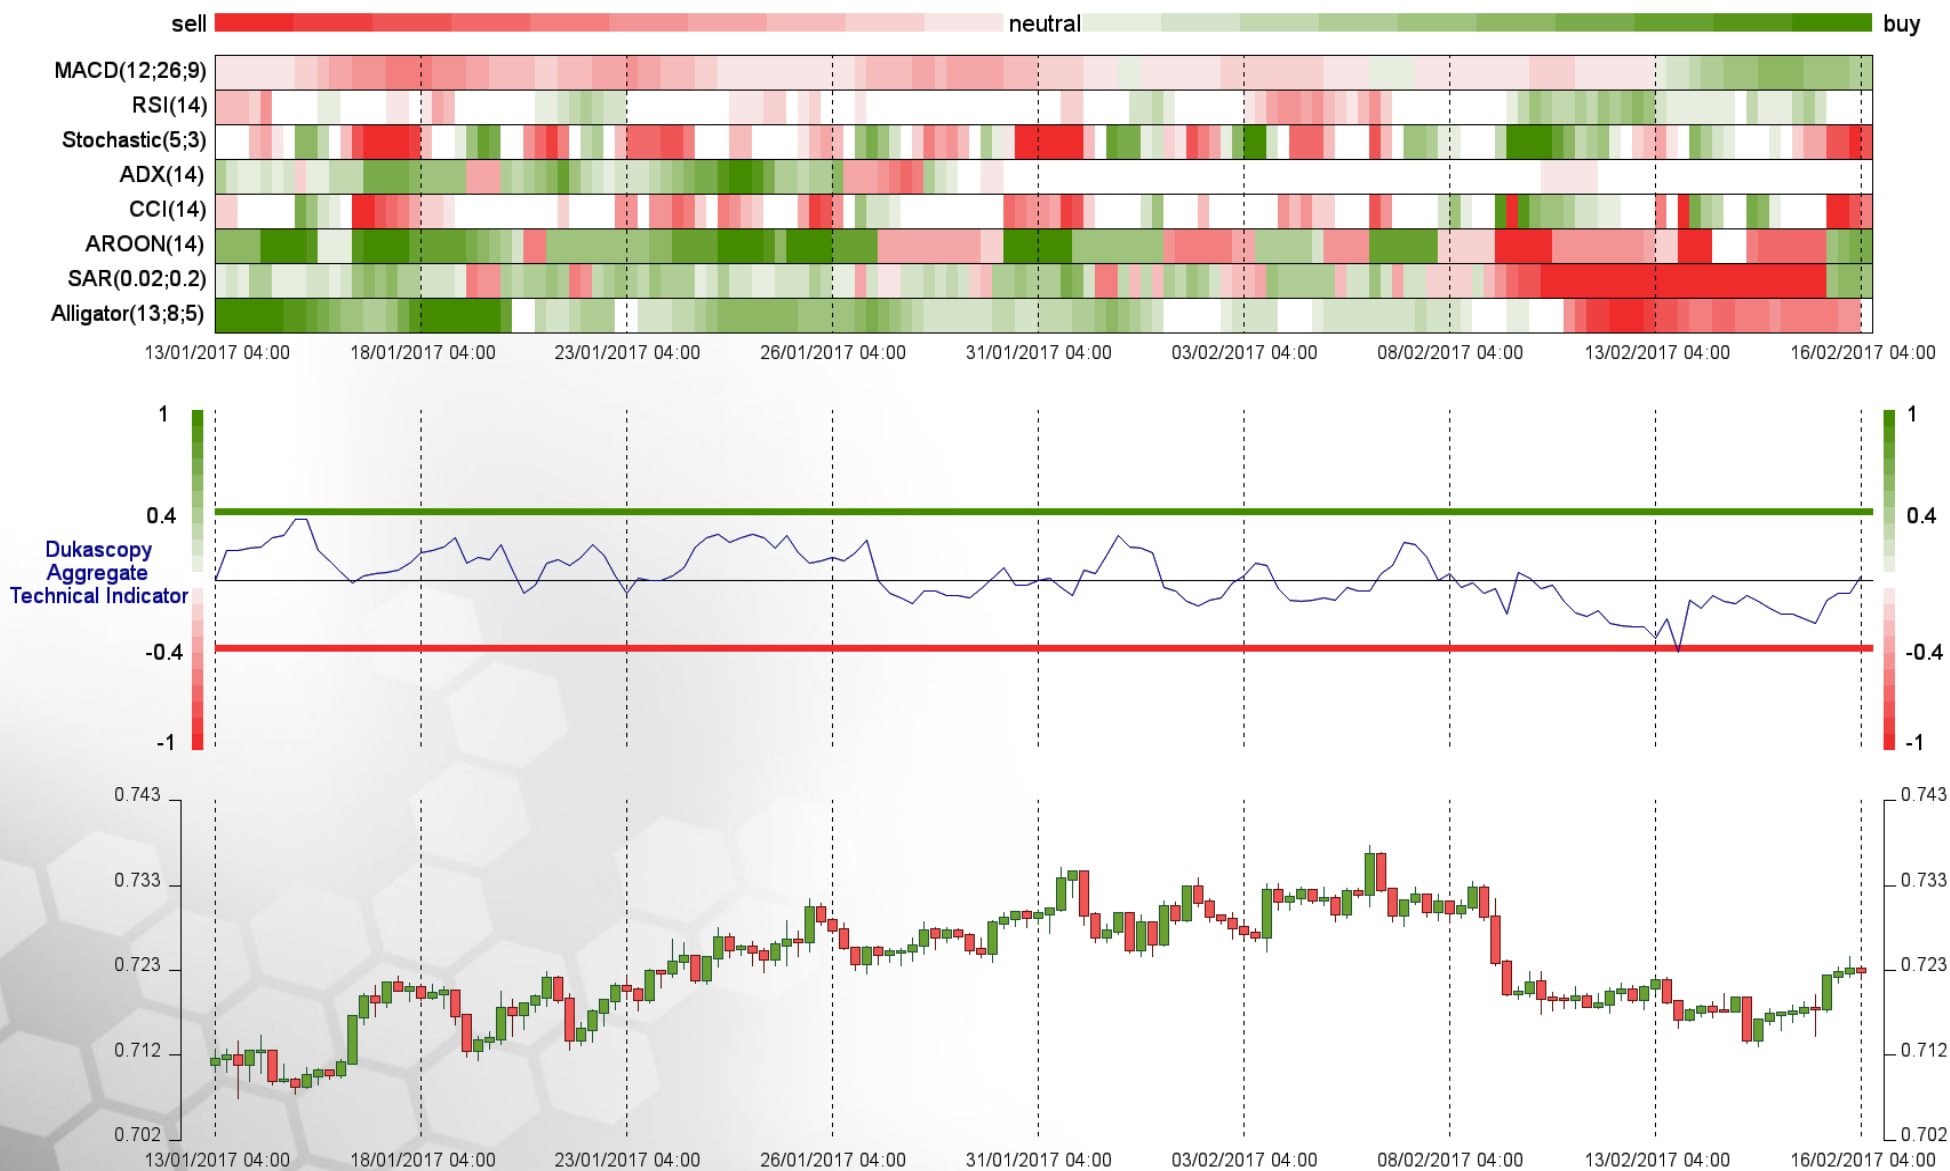 sell neutral buy
MACD(12;26;9)
RSI(14)
Stochastic(5;3)
ADX(14)
CCI(14)
AROON(14)
SAR(0.02;0.2)
Alligator(13;8;5)
13/01/2017 04:00 18/01/2017 04:00 23/01/2017 04:00 26/01/2017 04:00 31/01/2017 04:00 03/02/2017 04:00 08/02/2017 04:00 13/02/2017 04:00 16/02/2017 04:00
1 1
0.4 0.4
Dukascopy
Aggregate
Technical Indicator
-0.4 -0.4
-1 -1
0.743 0.743
0.733 0.733
0.723 0.723
0.712 0.712
0.702 0.702
13/01/2017 04:00 18/01/2017 04:00 23/01/2017 04:00 26/01/2017 04:00 31/01/2017 04:00 03/02/2017 04:00 08/02/2017 04:00 13/02/2017 04:00 16/02/2017 04:00